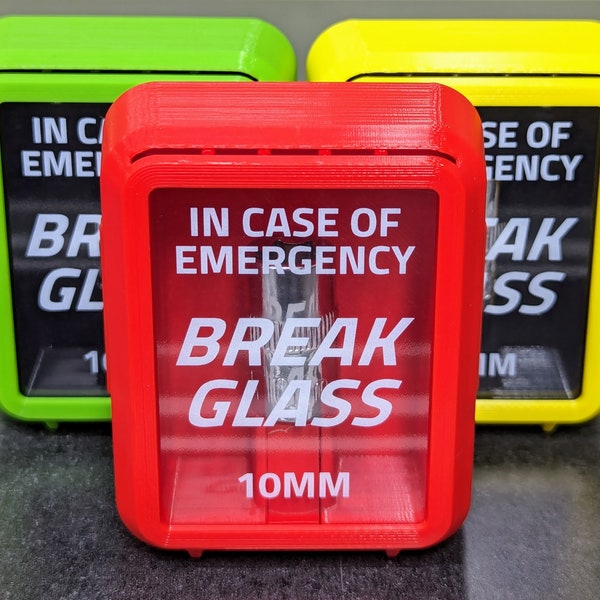 IN CASE OF
EMERGENCY
BREAK
GLASS
10MM